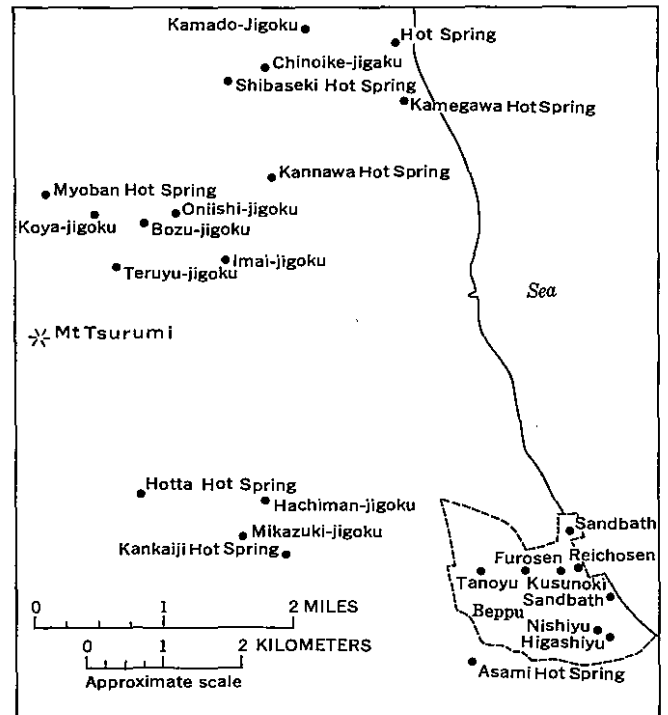 Kamado-Jigoku
Hot Spring
Chinoike-jigaku
Shibaseki Hot Spring
Kamegawa Hot Spring
Kannawa Hot Spring
Myoban Hot Spring
Oniishi-jigoku
Koya-jigoku
Bozu-jigoku
Imai-jigoku
Teruyu-jigoku
Sea
Mt Tsurumi
Hotta Hot Spring
Hachiman-jigoku
Mikazuki-jigoku
Kankaiji Hot Spring
Sandbath
Furosen
Reichosen
Tanoyu
Kusunoki
Sandbath
Beppu
Nishiyu
Higashiyu
Asami Hot Spring
0 1 2 MILES
0 1 2 KILOMETERS
Approximate scale